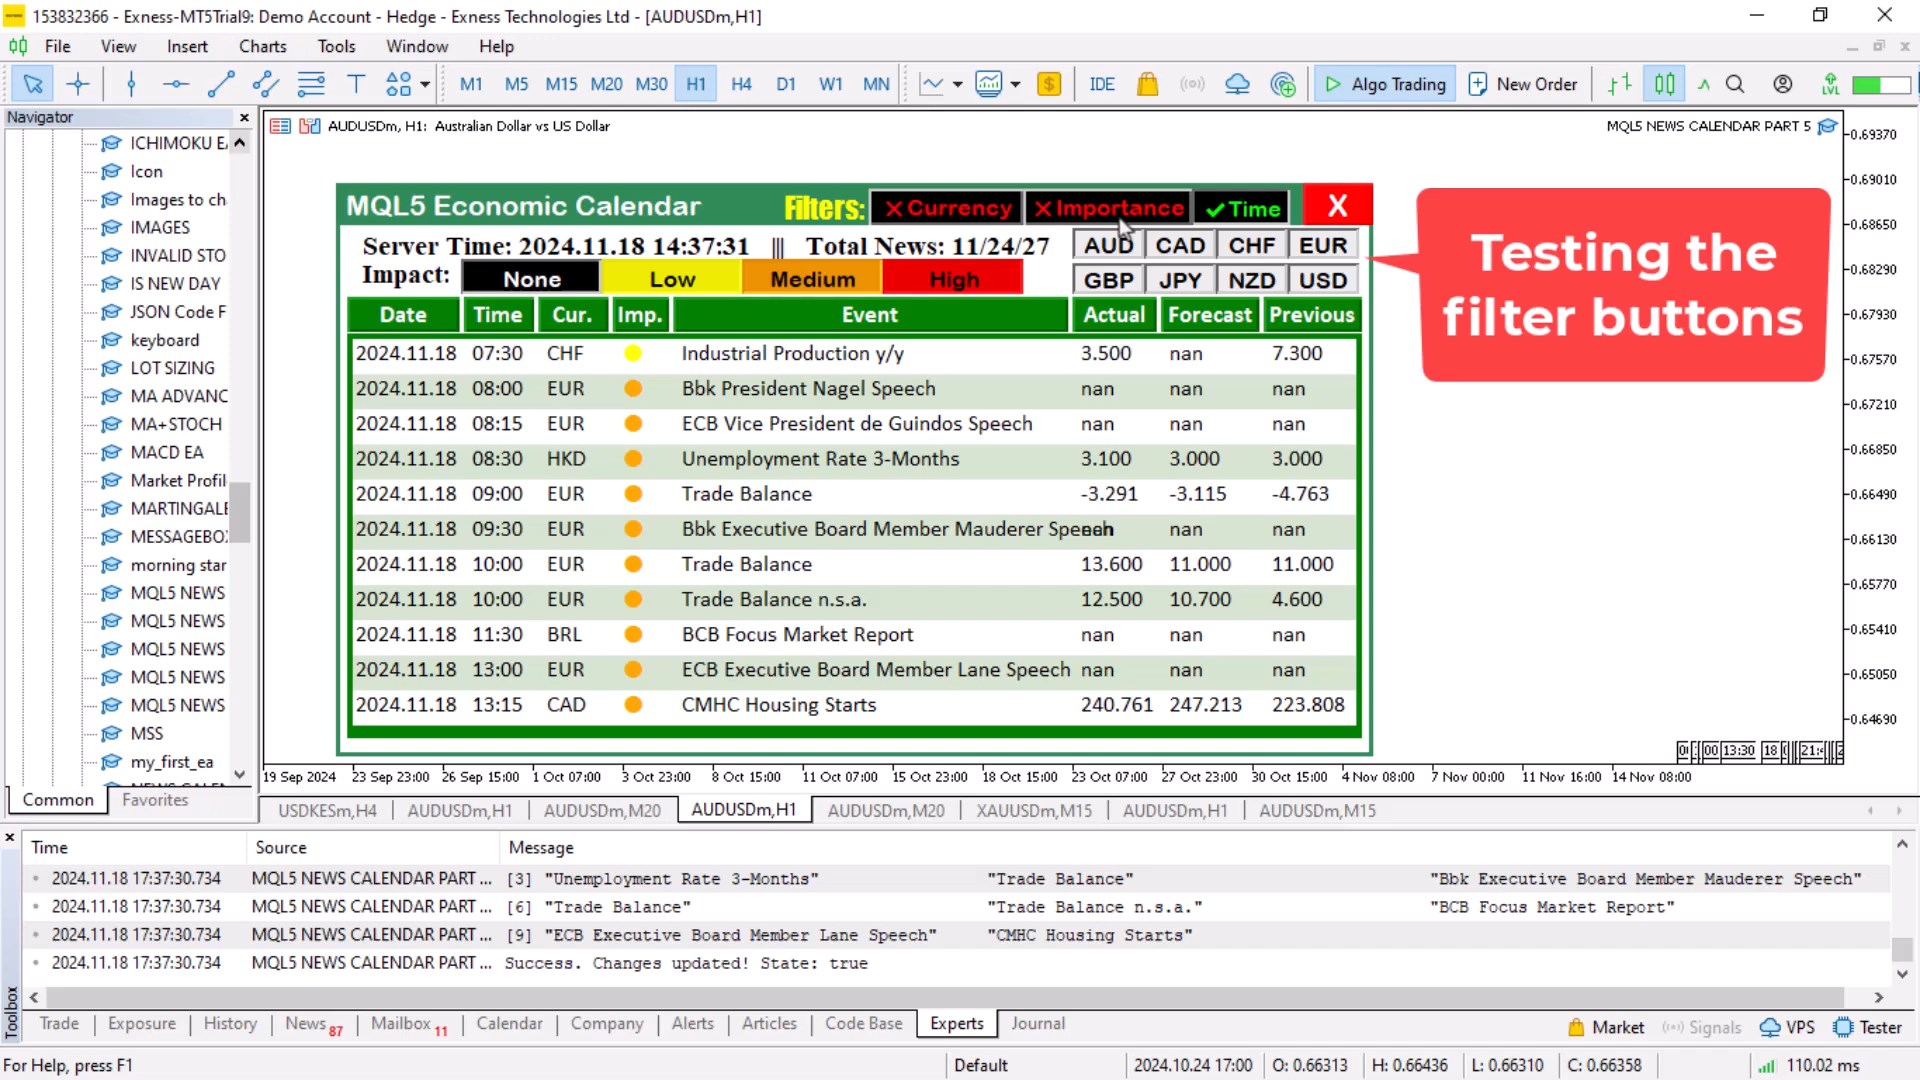 153832366 - Exness-MT5Trial9: Demo Account - Hedge - Exness Technologies Ltd - [AUDUSDm,H1]
File View Insert Charts Tools Window Help
M1 M5 M15 M20 M30 H1 H4 D1 W1 MN IDE Algo Trading New Order LVL
Navigator
ICHIMOKU EA
Icon
Images to ch
IMAGES
INVALID STO
IS NEW DAY
JSON Code F
keyboard
LOT SIZING
MA ADVANC
MA+STOCH
MACD EA
Market Profil
MARTINGALE
MESSAGEBO
morning star
MQL5 NEWS
MQL5 NEWS
MQL5 NEWS
MQL5 NEWS
MQL5 NEWS
MSS
my_first_ea
Common Favorites
AUDUSDm, H1: Australian Dollar vs US Dollar
MQL5 NEWS CALENDAR PART 5
MQL5 Economic Calendar Filters: Currency Importance Time X
Server Time: 2024.11.18 14:37:31 ||| Total News: 11/24/27
AUD CAD CHF EUR
Impact: None Low Medium High
GBP JPY NZD USD
Date Time Cur. Imp. Event Actual Forecast Previous
2024.11.18 07:30 CHF Industrial Production y/y 3.500 nan 7.300
2024.11.18 08:00 EUR Bbk President Nagel Speech nan nan nan
2024.11.18 08:15 EUR ECB Vice President de Guindos Speech nan nan nan
2024.11.18 08:30 HKD Unemployment Rate 3-Months 3.100 3.000 3.000
2024.11.18 09:00 EUR Trade Balance -3.291 -3.115 -4.763
2024.11.18 09:30 EUR Bbk Executive Board Member Mauderer Speech nan nan nan
2024.11.18 10:00 EUR Trade Balance 13.600 11.000 11.000
2024.11.18 10:00 EUR Trade Balance n.s.a. 12.500 10.700 4.600
2024.11.18 11:30 BRL BCB Focus Market Report nan nan nan
2024.11.18 13:00 EUR ECB Executive Board Member Lane Speech nan nan nan
2024.11.18 13:15 CAD CMHC Housing Starts 240.761 247.213 223.808
Testing the
filter buttons
0.69370
0.69010
0.68650
0.68290
0.67930
0.67570
0.67210
0.66850
0.66490
0.66130
0.65770
0.65410
0.65050
0.64690
13:30 18
19 Sep 2024 23 Sep 23:00 26 Sep 15:00 1 Oct 07:00 3 Oct 23:00 8 Oct 15:00 11 Oct 07:00 15 Oct 23:00 18 Oct 15:00 23 Oct 07:00 27 Oct 23:00 30 Oct 15:00 4 Nov 08:00 7 Nov 00:00 11 Nov 16:00 14 Nov 08:00
USDKESm,H4 AUDUSDm,H1 AUDUSDm,M20 AUDUSDm,H1 AUDUSDm,M20 XAUUSDm,M15 AUDUSDm,H1 AUDUSDm,M15
Time Source Message
2024.11.18 17:37:30.734 MQL5 NEWS CALENDAR PART ... [3] "Unemployment Rate 3-Months" "Trade Balance" "Bbk Executive Board Member Mauderer Speech"
2024.11.18 17:37:30.734 MQL5 NEWS CALENDAR PART ... [6] "Trade Balance" "Trade Balance n.s.a." "BCB Focus Market Report"
2024.11.18 17:37:30.734 MQL5 NEWS CALENDAR PART ... [9] "ECB Executive Board Member Lane Speech" "CMHC Housing Starts"
2024.11.18 17:37:30.734 MQL5 NEWS CALENDAR PART ... Success. Changes updated! State: true
Toolbox
Trade Exposure History News 87 Mailbox 11 Calendar Company Alerts Articles Code Base Experts Journal
Market Signals VPS Tester
For Help, press F1 Default 2024.10.24 17:00 O: 0.66313 H: 0.66436 L: 0.66310 C: 0.66358 110.02 ms